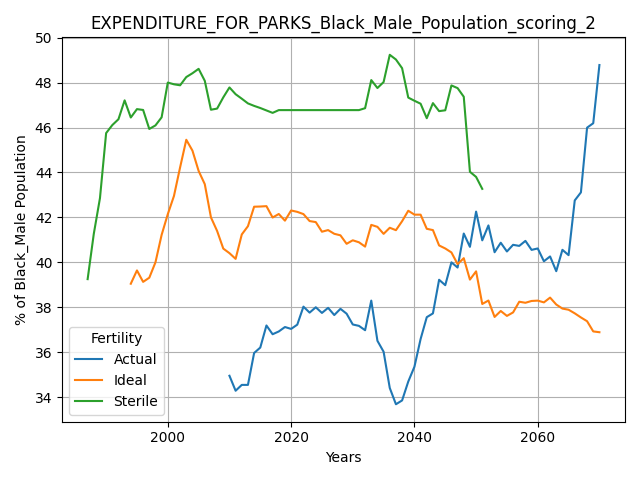 EXPENDITURE_FOR_PARKS_Black_Male_Population_scoring_2
% of Black_Male Population
50
48
46
44
42
40
38
36
34
Fertility
Actual
Ideal
Sterile
2000
2020
2040
2060
Years